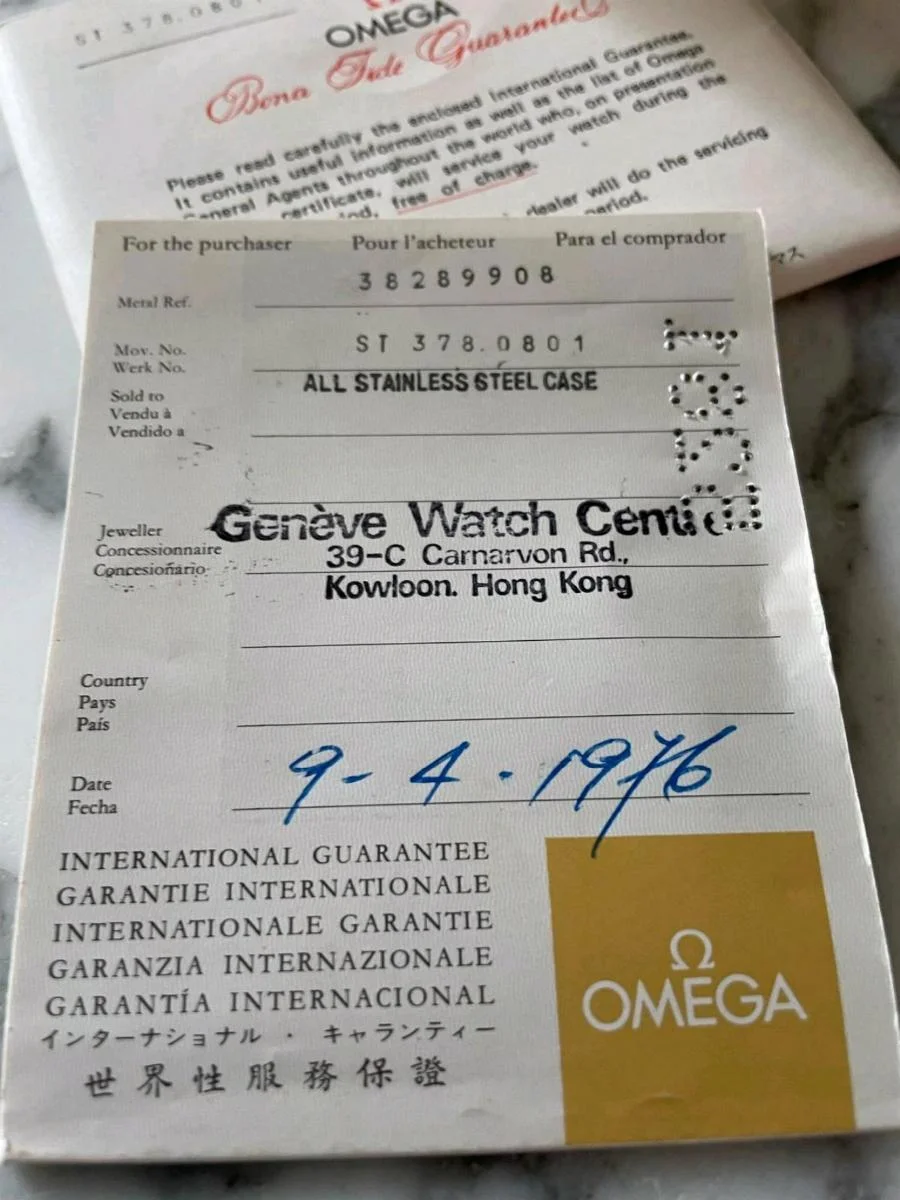 ST 378.080
OMEGA
Bona Fide Guarantee
Please read carefully the enclosed International Guarantee.
It contains useful information as well as the list of Omega
General Agents throughout the world who, on presentation
certificate, will service your watch during the
free of charge.
dealer will do the servicing
period.
For the purchaser Pour l'acheteur Para el comprador
38289908
Metal Ref.
ST 378.0801
Mov. No.
Werk No.
ALL STAINLESS STEEL CASE
Sold to
Vendu à
Vendido a
Jeweller
Concessionnaire
Concesionario
Genève Watch Centre
39-C Carnarvon Rd.,
Kowloon. Hong Kong
Country
Pays
País
Date
Fecha
9-4.1976
INTERNATIONAL GUARANTEE
GARANTIE INTERNATIONALE
INTERNATIONALE GARANTIE
GARANZIA INTERNAZIONALE
GARANTÍA INTERNACIONAL
インターナショナル・キャランティー
世界性服務保證
Ω
OMEGA